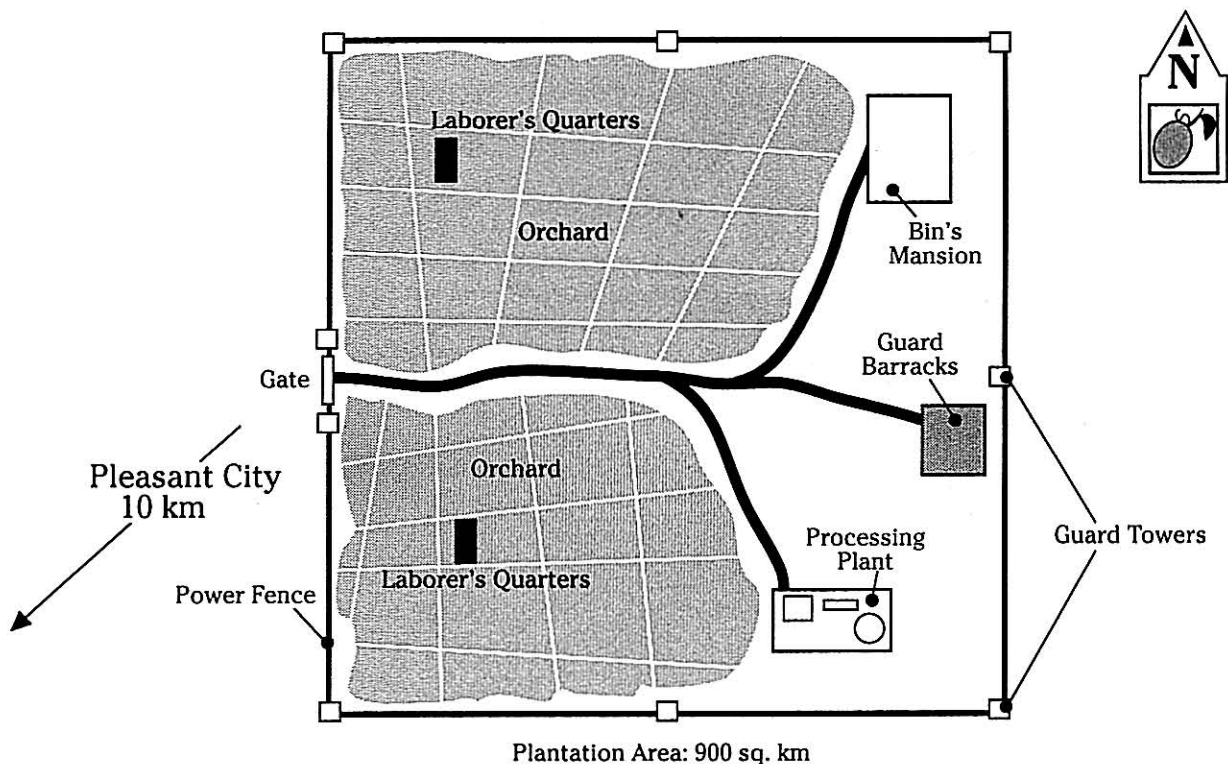 N
Laborer's Quarters
Orchard
Bin's
Mansion
Guard
Barracks
Gate
Pleasant City
10 km
Orchard
Processing
Plant
Guard Towers
Laborer's Quarters
Power Fence
Plantation Area: 900 sq. km